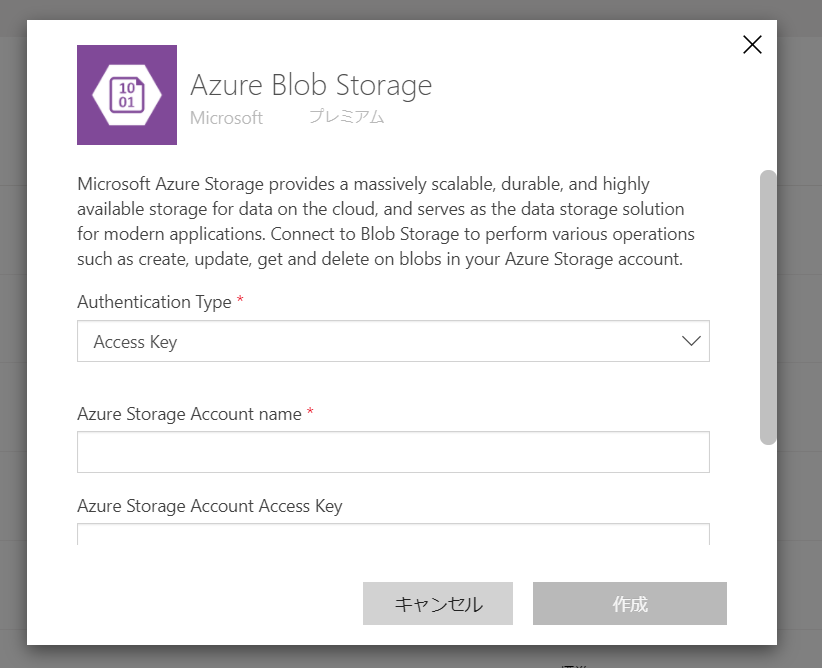 10
01
Azure Blob Storage
Microsoft プレミアム
Microsoft Azure Storage provides a massively scalable, durable, and highly
available storage for data on the cloud, and serves as the data storage solution
for modern applications. Connect to Blob Storage to perform various operations
such as create, update, get and delete on blobs in your Azure Storage account.
Authentication Type *
Access Key
Azure Storage Account name *
Azure Storage Account Access Key
キャンセル 作成